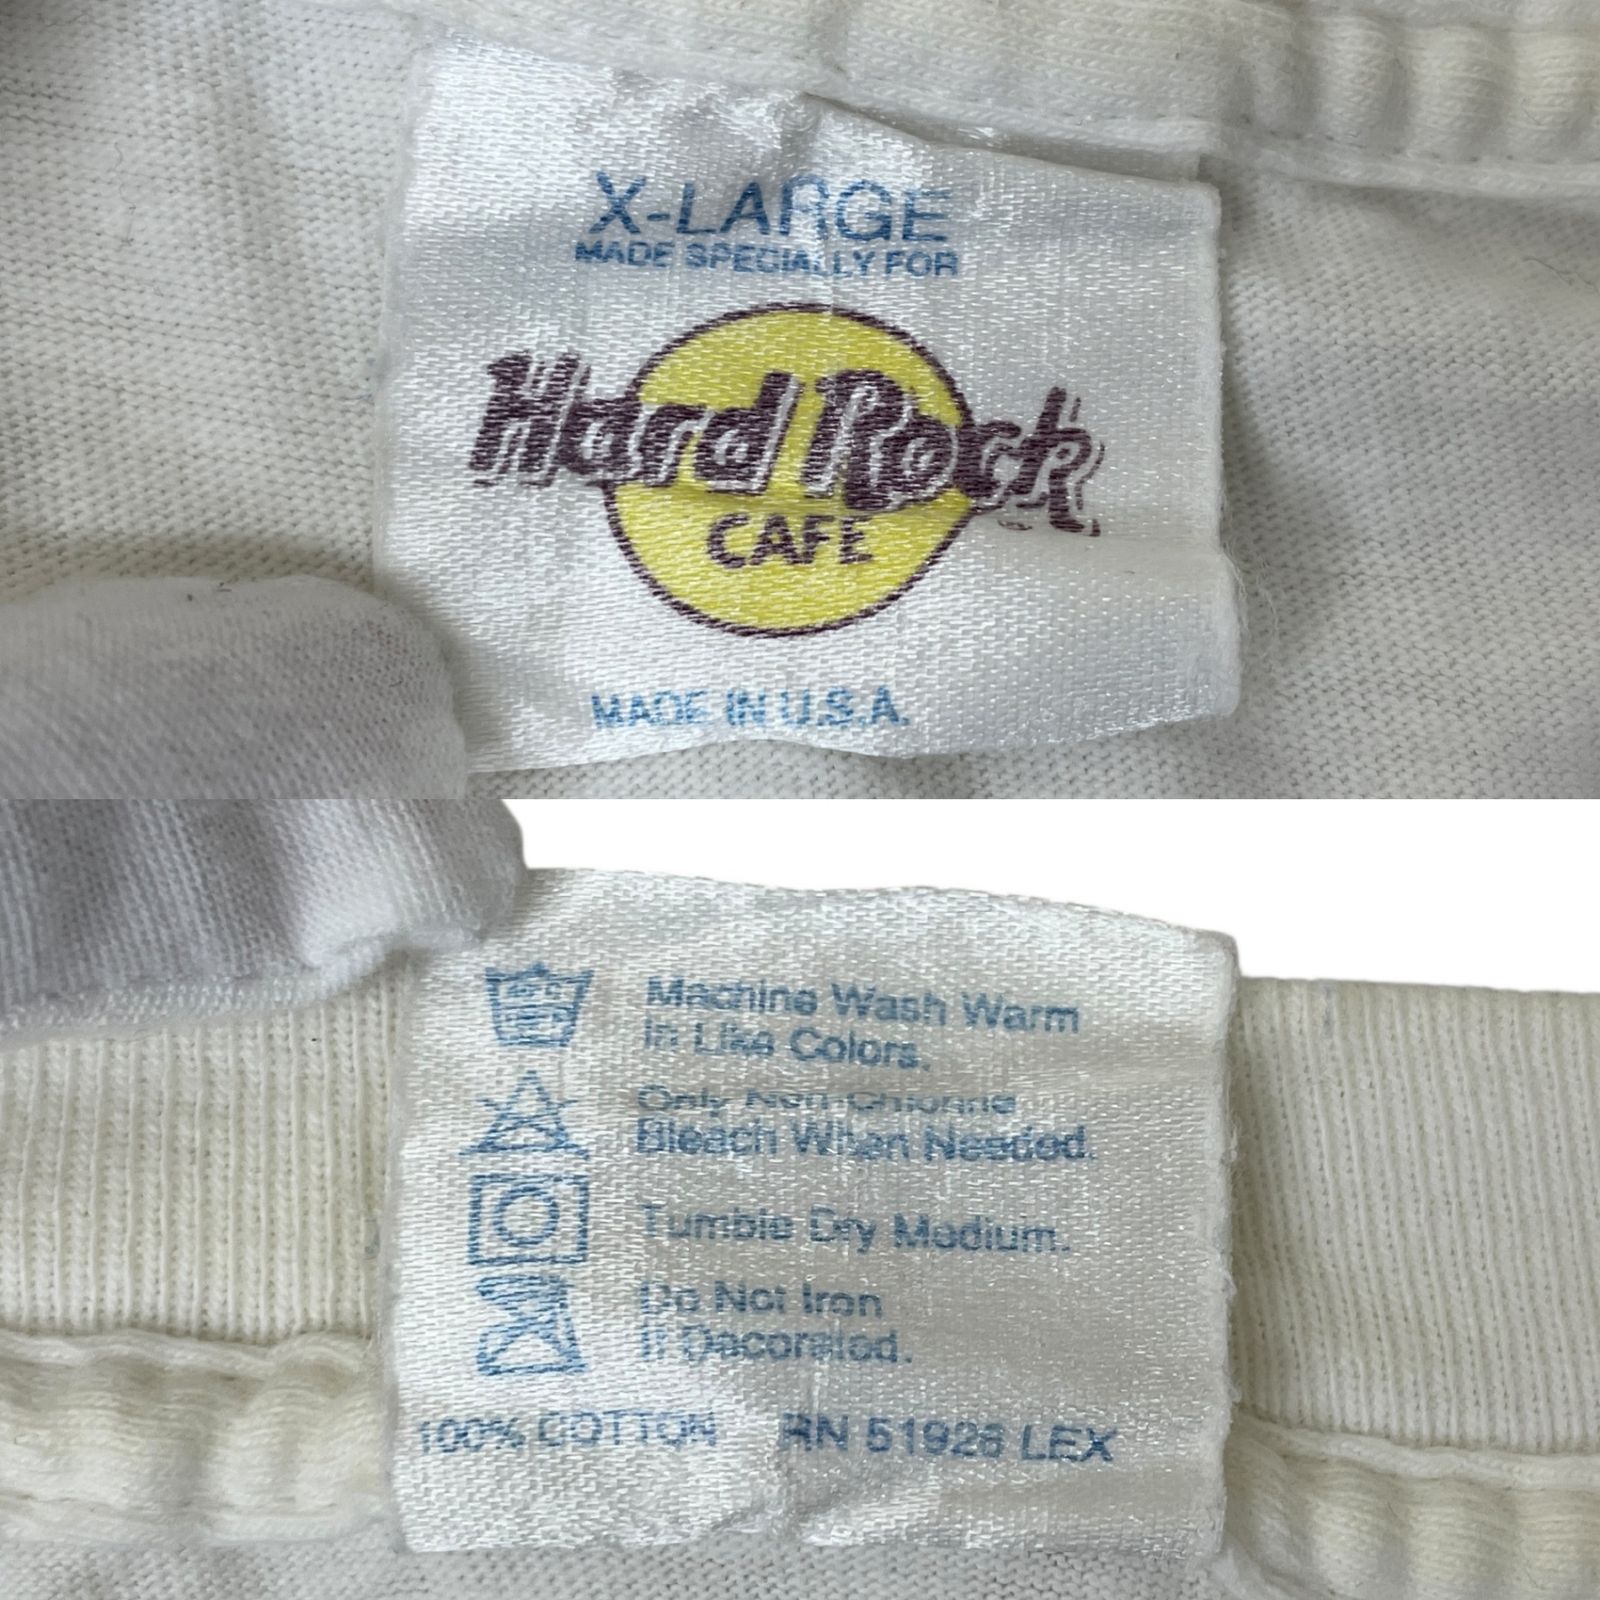 X-LARGE
MADE SPECIALLY FOR
Hard Rock
CAFE
MADE IN U.S.A.
Machine Wash Warm
In Like Colors.
Only Non-Chlorine
Bleach When Needed.
Tumble Dry Medium.
Do Not Iron
If Decorated.
100% COTTON RN 51928 LEX